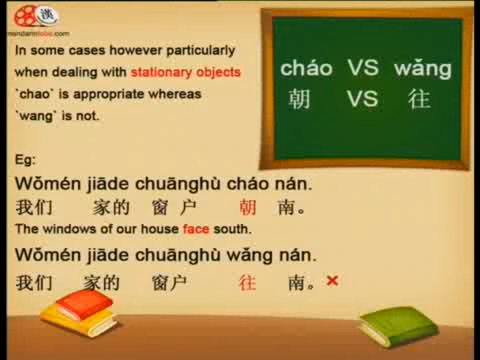 漢
mandarintube.com
In some cases however particularly
when dealing with stationary objects
`chao` is appropriate whereas
`wang` is not.
cháo VS wǎng
朝 VS 往
Eg:
Wǒmén jiāde chuānghù cháo nán.
我们 家的 窗户 朝 南。
The windows of our house face south.
Wǒmén jiāde chuānghù wǎng nán.
我们 家的 窗户 往 南。×